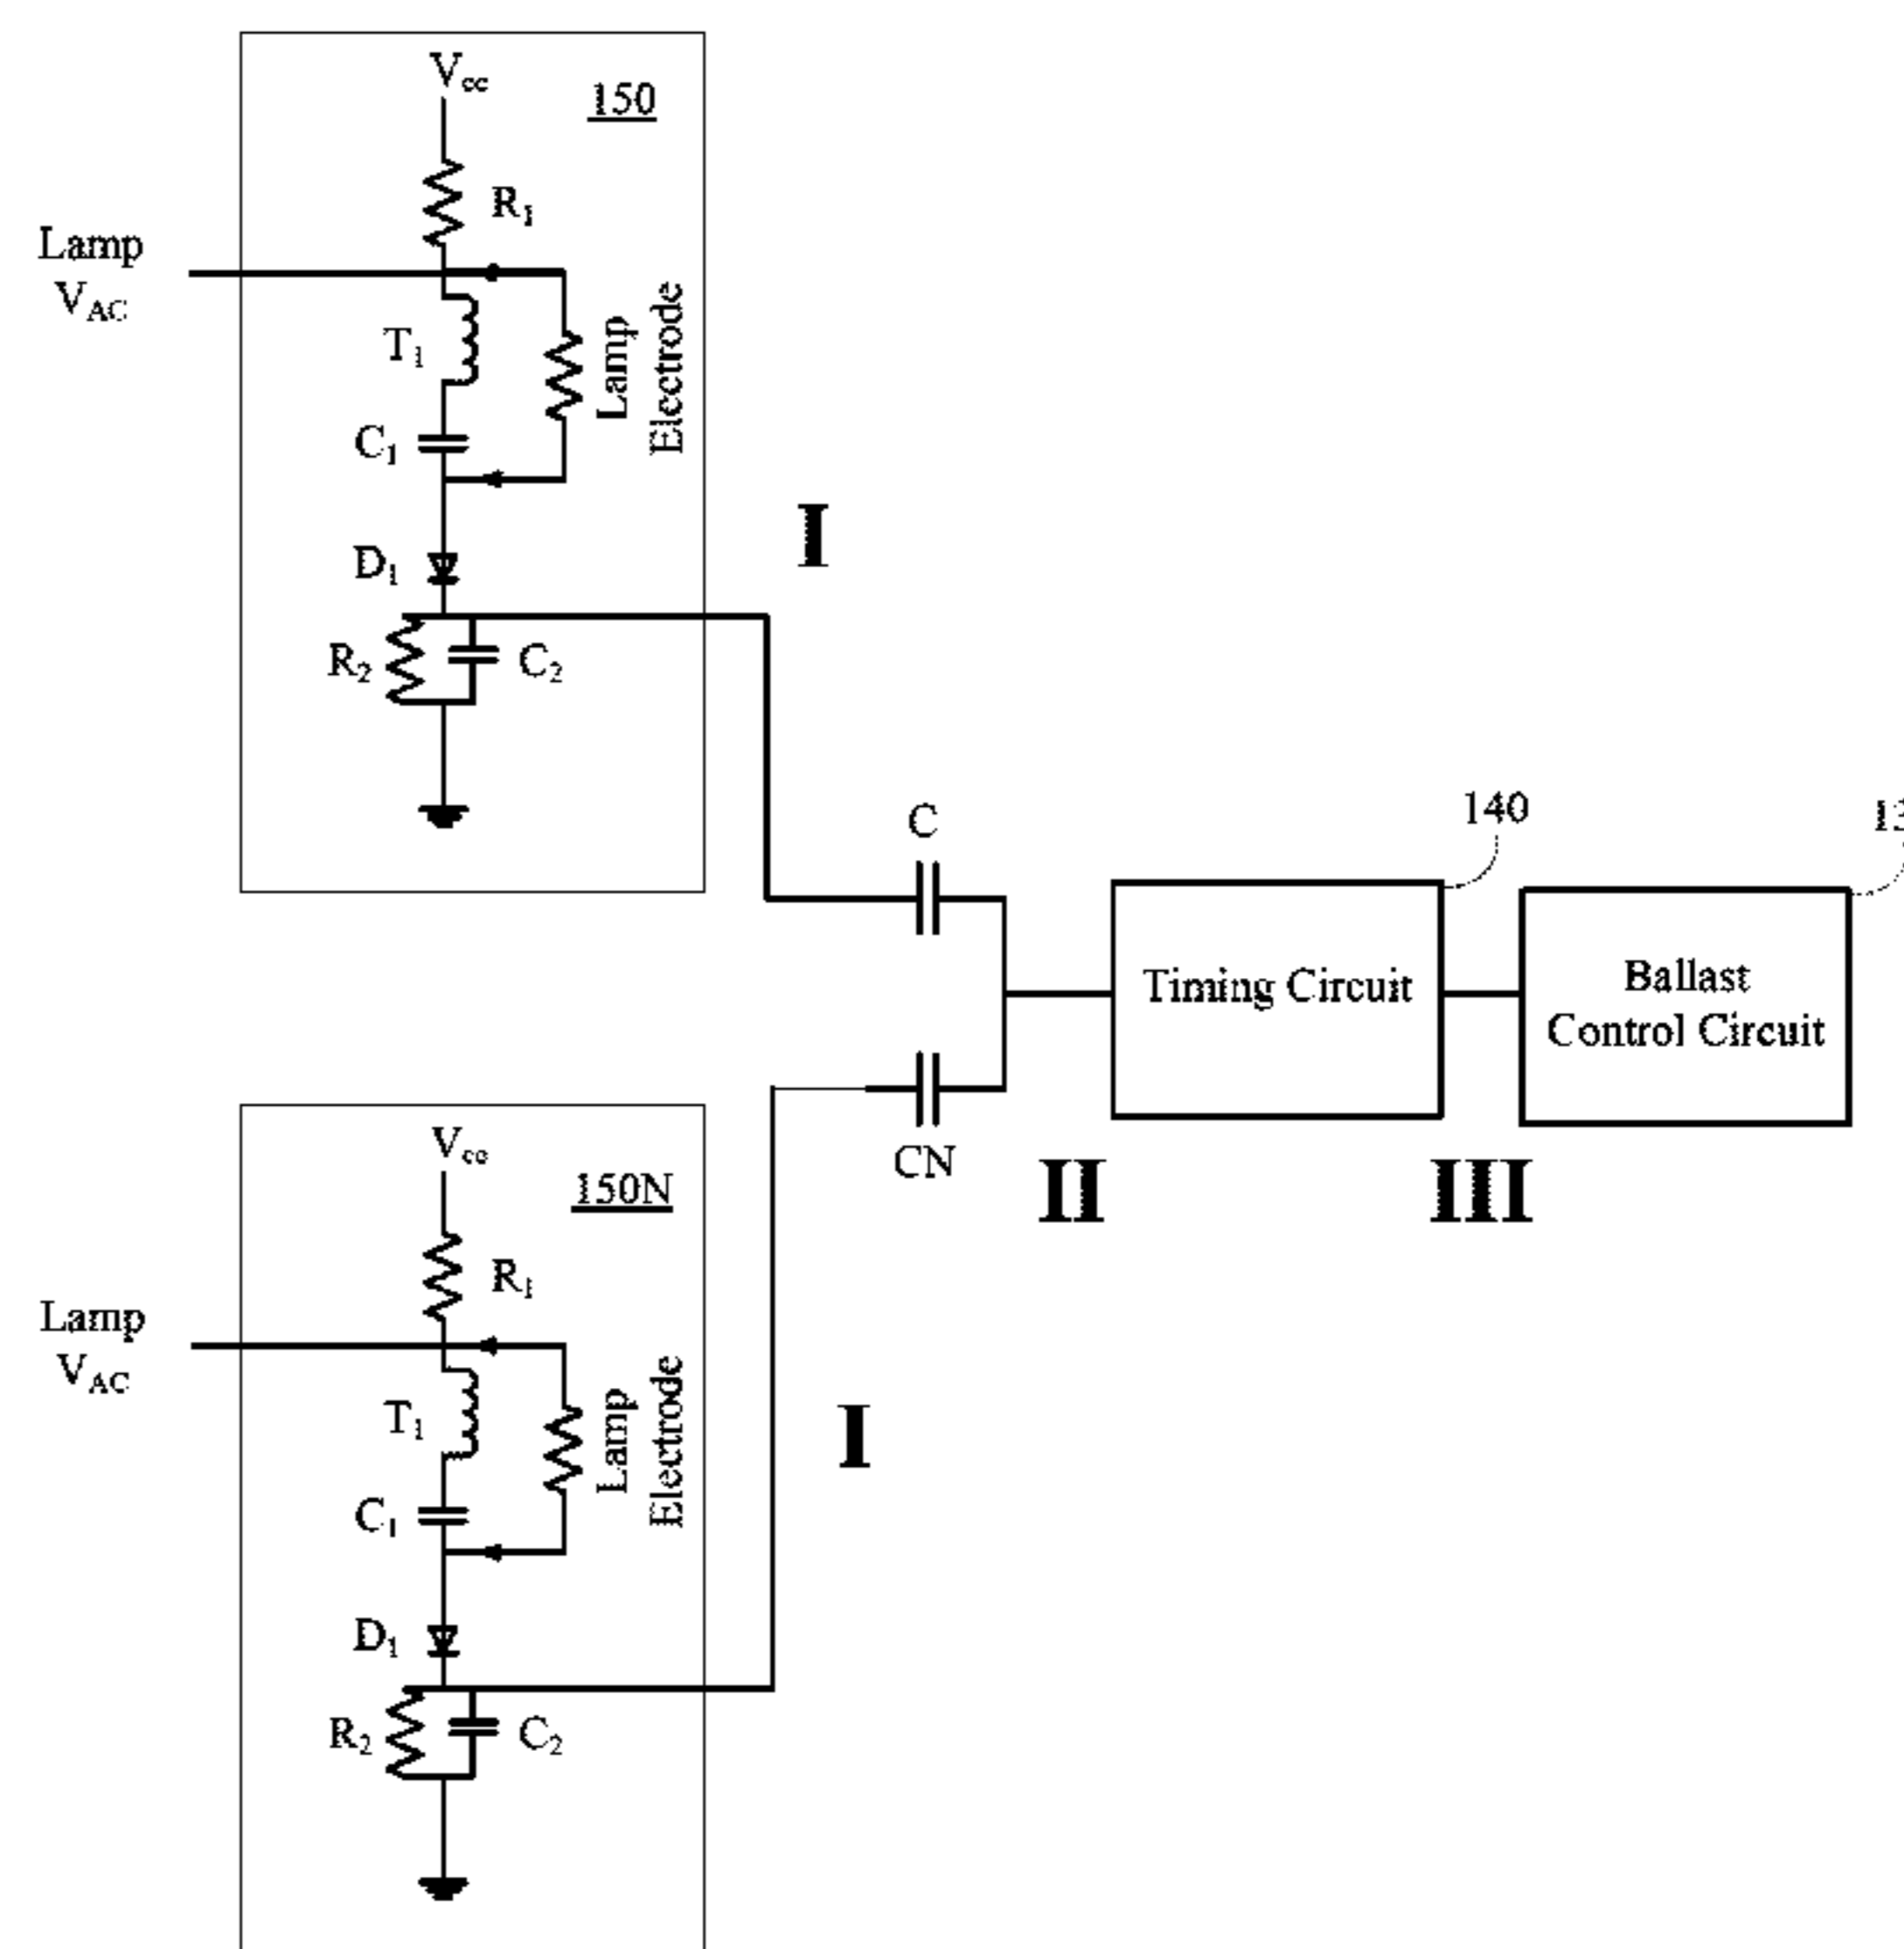 Vcc
150
R1
Lamp
VAC
T1
Lamp
Electrode
C1
I
D1
R2
C2
C
140
Timing Circuit
Ballast
Control Circuit
CN
II
III
Vcc
150N
R1
Lamp
VAC
T1
Lamp
Electrode
C1
I
D1
R2
C2